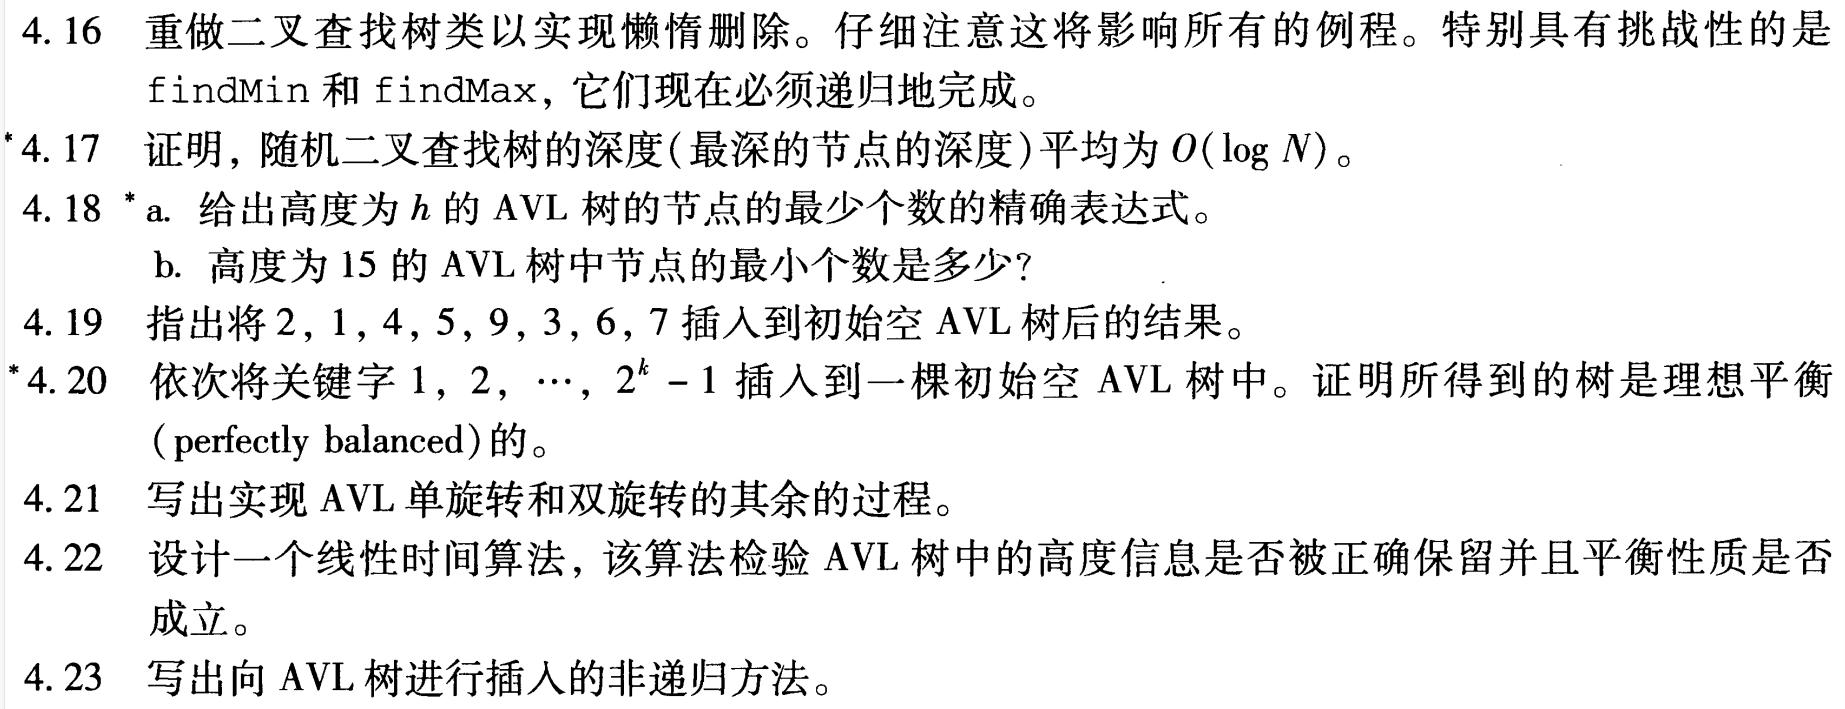 4.16 重做二叉查找树类以实现懒惰删除。仔细注意这将影响所有的例程。特别具有挑战性的是
findMin 和 findMax，它们现在必须递归地完成。
*4.17 证明，随机二叉查找树的深度(最深的节点的深度)平均为 O(log N)。
4.18 *a. 给出高度为 h 的 AVL 树的节点的最少个数的精确表达式。
b. 高度为 15 的 AVL 树中节点的最小个数是多少?
4.19 指出将 2, 1, 4, 5, 9, 3, 6, 7 插入到初始空 AVL 树后的结果。
*4.20 依次将关键字 1, 2, …, 2^k - 1 插入到一棵初始空 AVL 树中。证明所得到的树是理想平衡
(perfectly balanced)的。
4.21 写出实现 AVL 单旋转和双旋转的其余的过程。
4.22 设计一个线性时间算法，该算法检验 AVL 树中的高度信息是否被正确保留并且平衡性质是否
成立。
4.23 写出向 AVL 树进行插入的非递归方法。